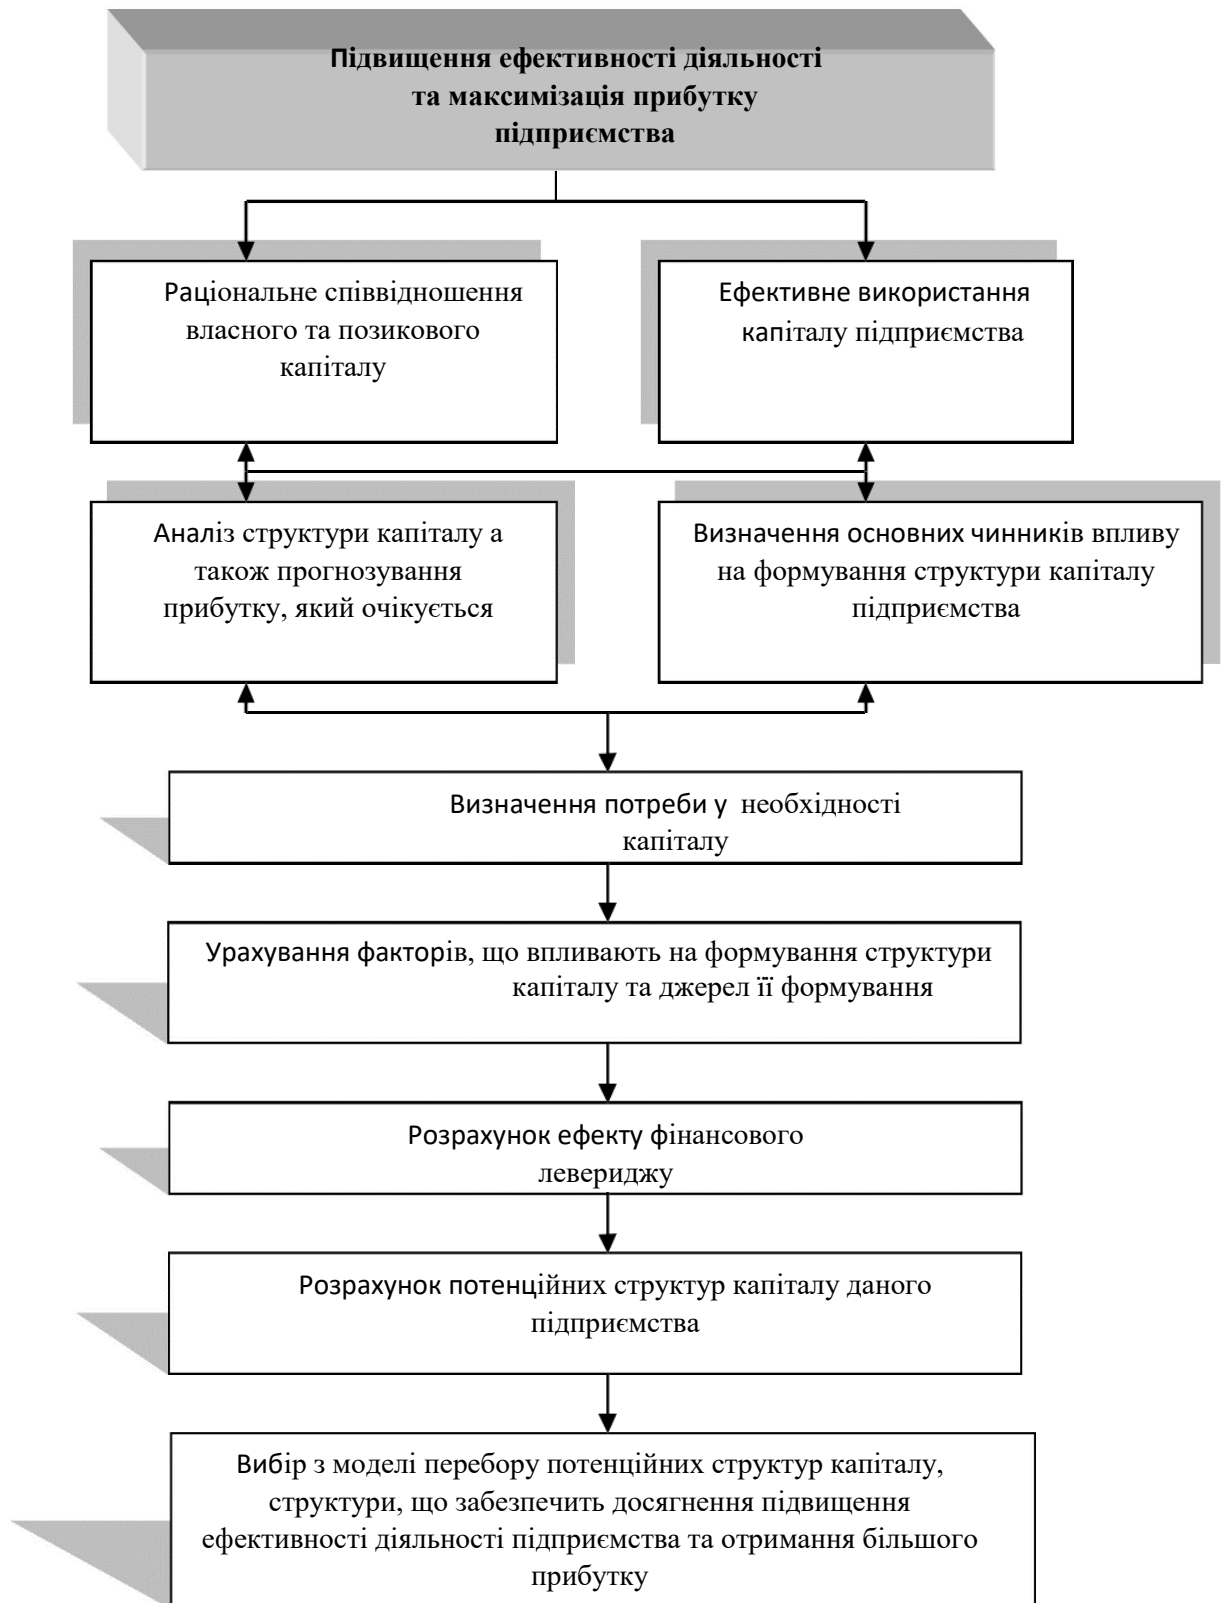 Підвищення ефективності діяльності
та максимізація прибутку
підприємства
Раціональне співвідношення
власного та позикового
капіталу
Ефективне використання
капіталу підприємства
Аналіз структури капіталу а
також прогнозування
прибутку, який очікується
Визначення основних чинників впливу
на формування структури капіталу
підприємства
Визначення потреби у необхідності
капіталу
Урахування факторів, що впливають на формування структури
капіталу та джерел її формування
Розрахунок ефекту фінансового
левериджу
Розрахунок потенційних структур капіталу даного
підприємства
Вибір з моделі перебору потенційних структур капіталу,
структури, що забезпечить досягнення підвищення
ефективності діяльності підприємства та отримання більшого
прибутку